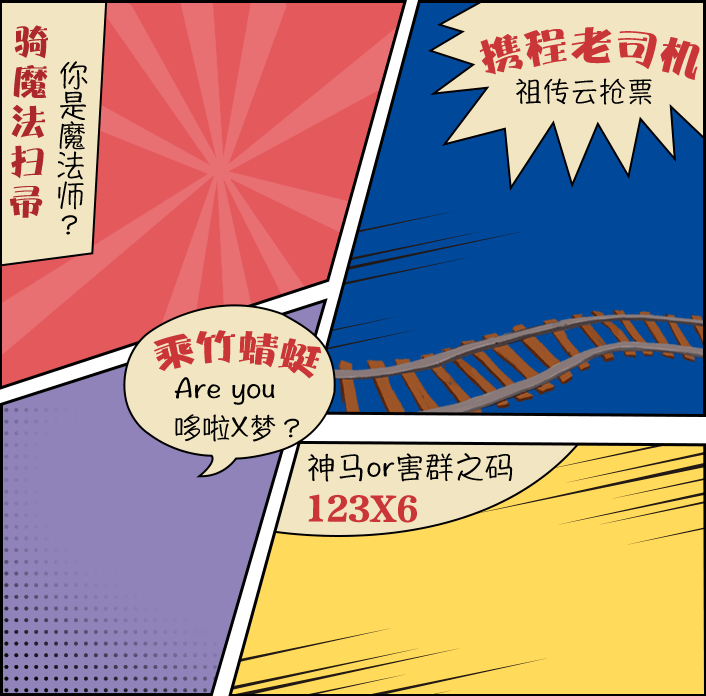 骑魔法扫帚
你是魔法师？
携程老司机
祖传云抢票
乘竹蜻蜓
Are you
哆啦X梦？
神马or害群之码
123X6